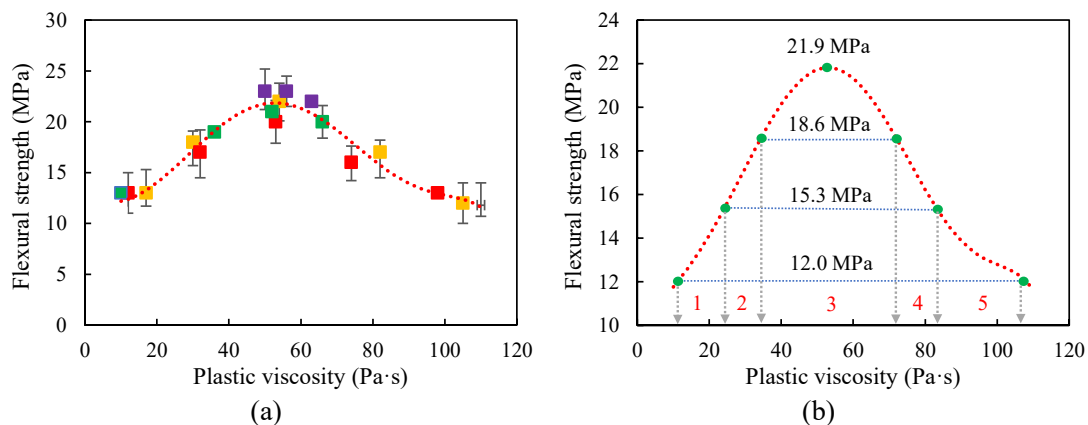 30
25
20
15
10
5
0
0 20 40 60 80 100 120
Flexural strength (MPa)
Plastic viscosity (Pa·s)
(a)
24
22
20
18
16
14
12
10
0 20 40 60 80 100 120
Flexural strength (MPa)
21.9 MPa
18.6 MPa
15.3 MPa
12.0 MPa
1 2 3 4 5
Plastic viscosity (Pa·s)
(b)